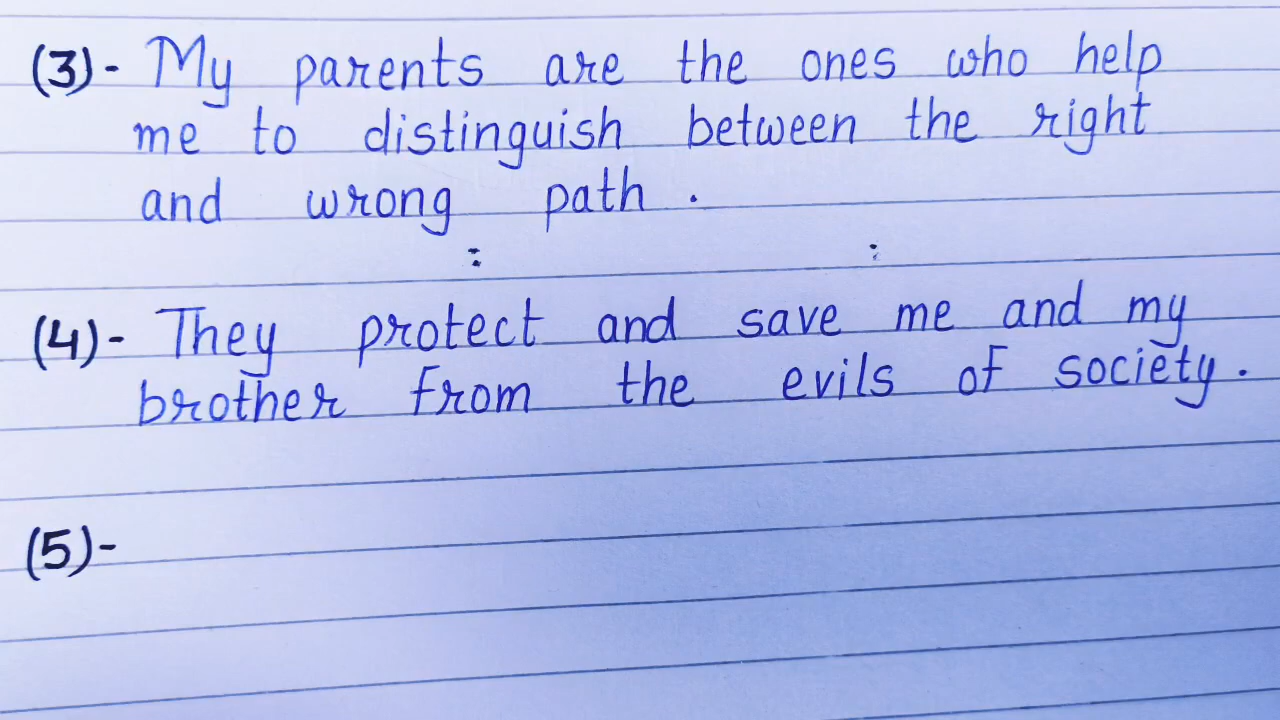 (3)- My parents are the ones who help
me to distinguish between the right
and wrong path .
(4)- They protect and save me and my
brother from the evils of society .
(5)-